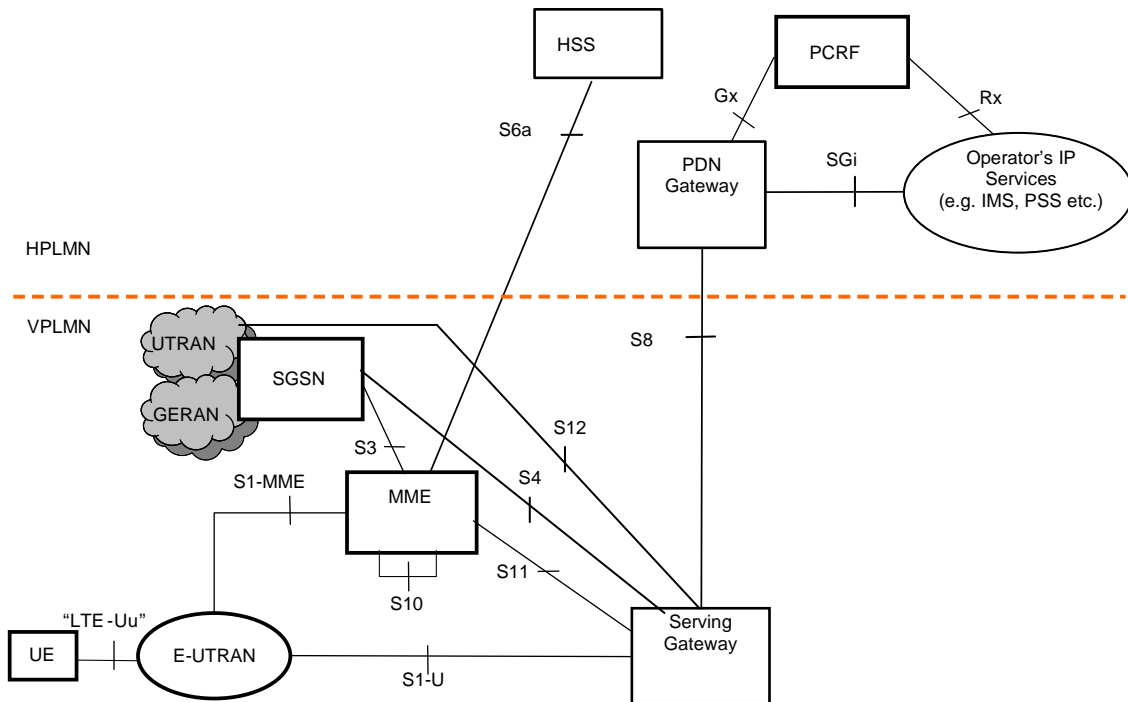 HSS
PCRF
Gx
Rx
S6a
PDN
Gateway
SGi
Operator’s IP
Services
(e.g. IMS, PSS etc.)
HPLMN
VPLMN
UTRAN
S8
SGSN
GERAN
S12
S3
S4
S1-MME
MME
S11
S10
“LTE -Uu”
Serving
Gateway
UE
E-UTRAN
S1-U